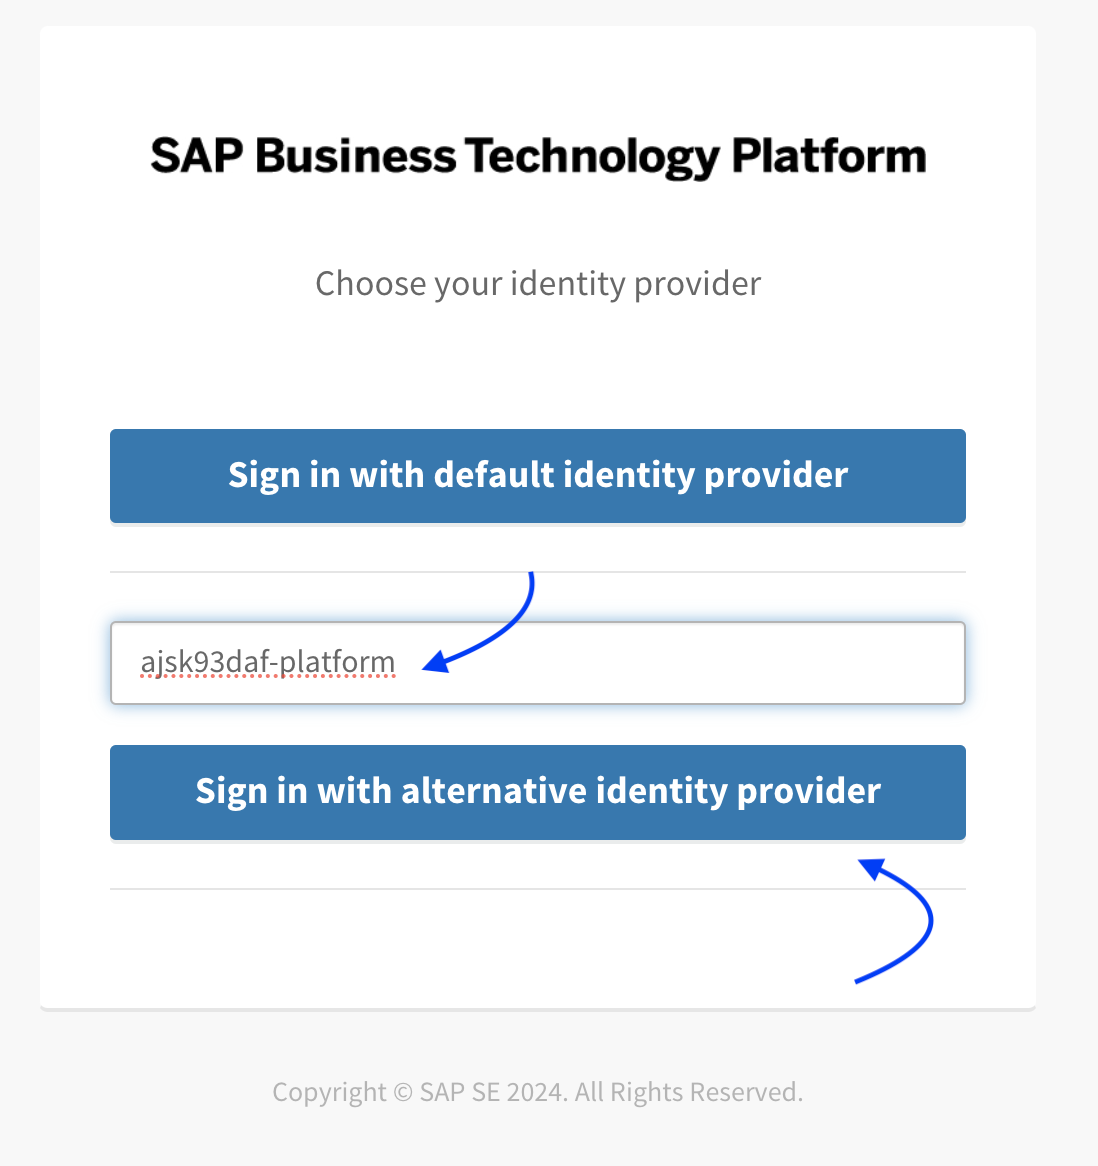 SAP Business Technology Platform
Choose your identity provider
Sign in with default identity provider
ajsk93daf-platform
Sign in with alternative identity provider
Copyright © SAP SE 2024. All Rights Reserved.